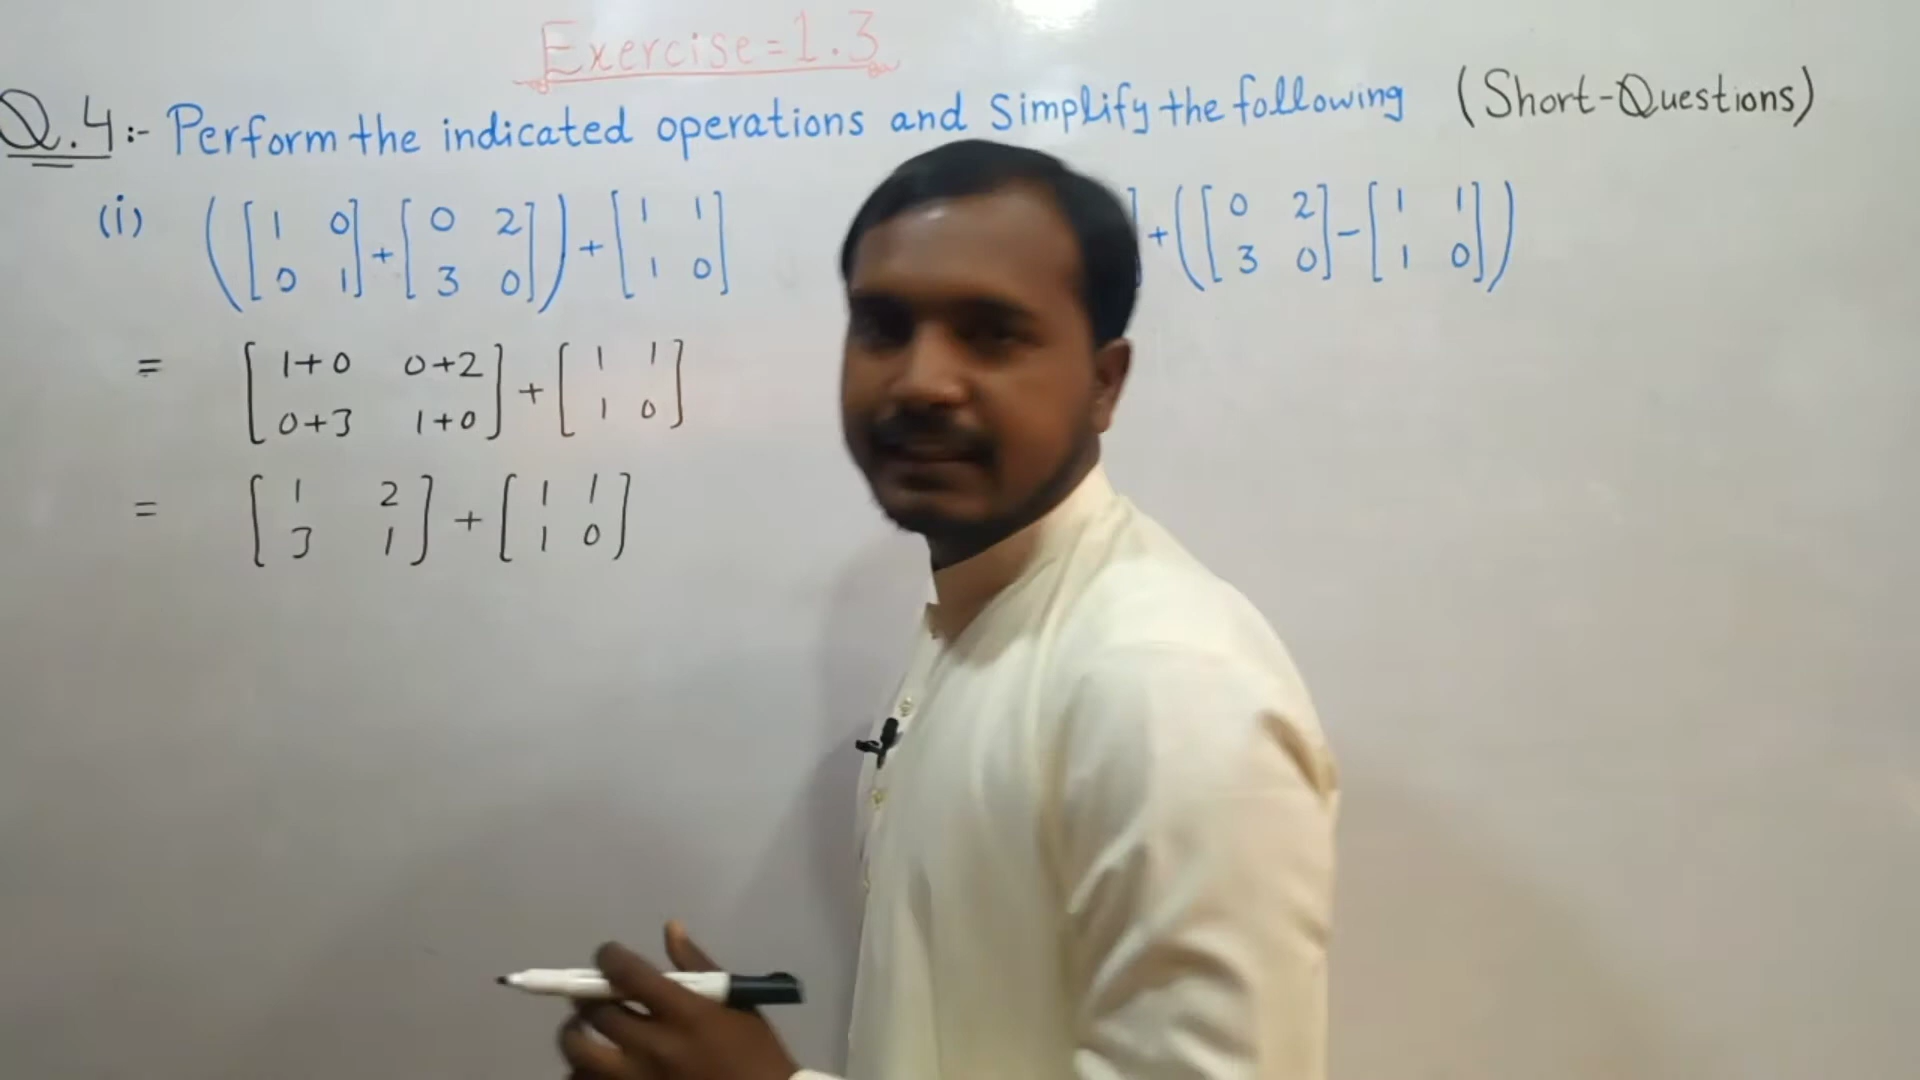 Exercise=1.3
Q.4:- Perform the indicated operations and Simplify the following (Short-Questions)
(i) ([1 0] + [0 2]) + [1 1] ] + ([0 2] - [1 1])
[0 1] [3 0] [1 0] [3 0] [1 0]
= [1+0 0+2] + [1 1]
[0+3 1+0] [1 0]
= [1 2] + [1 1]
[3 1] [1 0]